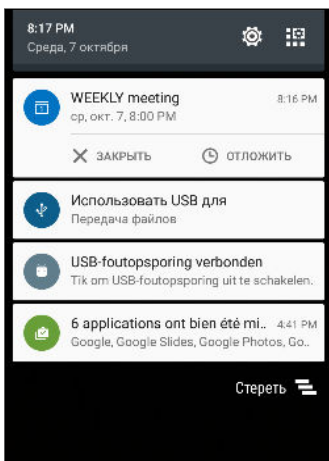 8:17 PM
Среда, 7 октября
WEEKLY meeting 8:16 PM
ср, окт. 7, 8:00 PM
ЗАКРЫТЬ ОТЛОЖИТЬ
Использовать USB для
Передача файлов
USB-foutopsporing verbonden
Tik om USB-foutopsporing uit te schakelen.
6 applications ont bien été mi.. 4:41 PM
Google, Google Slides, Google Photos, Go..
Стереть